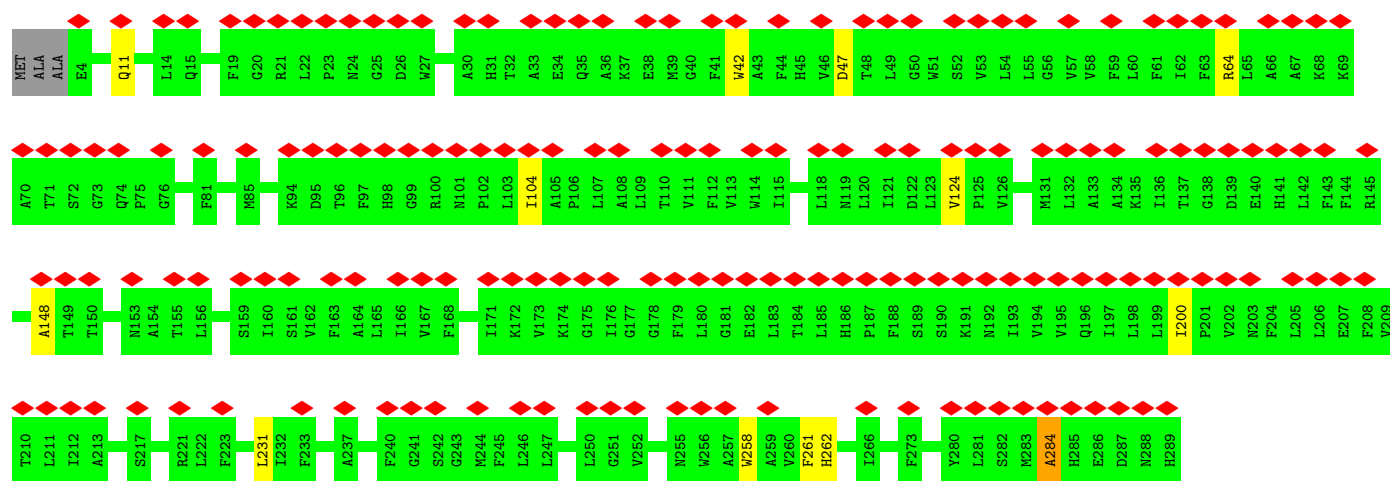 MET ALA ALA E4 Q11 L14 Q15 F19 G20 R21 L22 P23 N24 G25 D26 W27 A30 H31 T32 A33 E34 Q35 A36 K37 E38 M39 G40 F41 W42 A43 F44 H45 V46 D47 T48 L49 G50 W51 S52 V53 L54 L55 G56 V57 V58 F59 L60 F61 I62 F63 R64 L65 A66 A67 K68 K69
A70 T71 S72 G73 Q74 P75 G76 F81 M85 K94 D95 T96 F97 H98 G99 R100 N101 P102 L103 I104 A105 P106 L107 A108 L109 T110 V111 F112 V113 W114 I115 L118 N119 L120 I121 D122 L123 V124 P125 V126 M131 L132 A133 A134 K135 I136 T137 G138 D139 E140 H141 L142 F143 F144 R145
A148 T149 T150 N153 A154 T155 L156 S159 I160 S161 V162 F163 A164 L165 I166 V167 F168 I171 K172 V173 K174 G175 I176 G177 G178 F179 L180 G181 E182 L183 T184 L185 H186 P187 F188 S189 S190 K191 N192 I193 V194 V195 Q196 I197 L198 L199 I200 P201 V202 N203 F204 L205 L206 E207 F208 V209
T210 L211 I212 A213 S217 R221 L222 F223 L231 I232 F233 A237 F240 G241 S242 G243 M244 F245 L246 L247 L250 G251 V252 N255 W256 A257 W258 A259 V260 F261 H262 I266 F273 Y280 L281 S282 M283 A284 H285 E286 D287 N288 H289